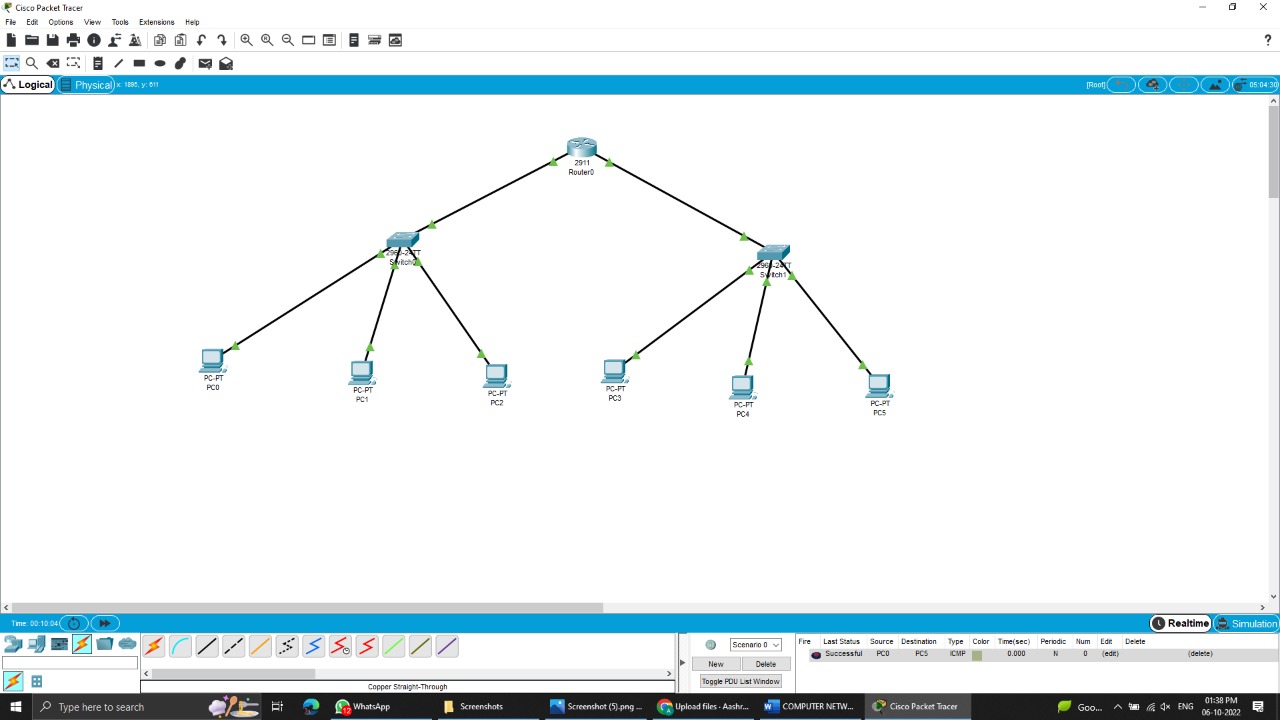 Cisco Packet Tracer
File Edit Options View Tools Extensions Help
?
Logical Physical x: 1895, y: 611 [Root] 05:04:30
2911
Router0
2960-24TT
Switch0
2960-24TT
Switch1
PC-PT
PC0
PC-PT
PC1
PC-PT
PC2
PC-PT
PC3
PC-PT
PC4
PC-PT
PC5
Time: 00:10:04 Realtime Simulation
Scenario 0
New Delete
Toggle PDU List Window
Fire Last Status Source Destination Type Color Time(sec) Periodic Num Edit Delete
Successful PC0 PC5 ICMP 0.000 N 0 (edit) (delete)
Copper Straight-Through
Type here to search
12 WhatsApp
Screenshots
Screenshot (5).png ...
Upload files · Aashr...
COMPUTER NETW...
Cisco Packet Tracer
Goo...
ENG
01:38 PM
06-10-2022